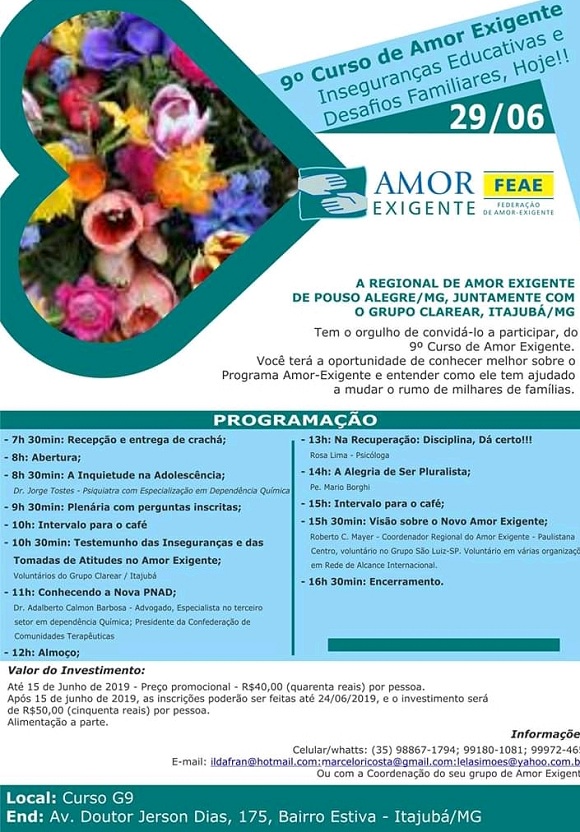 9º Curso de Amor Exigente
Inseguranças Educativas e
Desafios Familiares, Hoje!!
29/06
AMOR
EXIGENTE
FEAE
FEDERAÇÃO
DE AMOR-EXIGENTE
A REGIONAL DE AMOR EXIGENTE
DE POUSO ALEGRE/MG, JUNTAMENTE COM
O GRUPO CLAREAR, ITAJUBÁ/MG
Tem o orgulho de convidá-lo a participar, do
9º Curso de Amor Exigente.
Você terá a oportunidade de conhecer melhor sobre o
Programa Amor-Exigente e entender como ele tem ajudado
a mudar o rumo de milhares de famílias.
PROGRAMAÇÃO
- 7h 30min: Recepção e entrega de crachá;
- 8h: Abertura;
- 8h 30min: A Inquietude na Adolescência;
Dr. Jorge Tostes - Psiquiatra com Especialização em Dependência Química
- 9h 30min: Plenária com perguntas inscritas;
- 10h: Intervalo para o café
- 10h 30min: Testemunho das Inseguranças e das
Tomadas de Atitudes no Amor Exigente;
Voluntários do Grupo Clarear / Itajubá
- 11h: Conhecendo a Nova PNAD;
Dr. Adalberto Calmon Barbosa - Advogado, Especialista no terceiro
setor em dependência Química; Presidente da Confederação de
Comunidades Terapêuticas
- 12h: Almoço;
- 13h: Na Recuperação: Disciplina, Dá certo!!!
Rosa Lima - Psicóloga
- 14h: A Alegria de Ser Pluralista;
Pe. Mario Borghi
- 15h: Intervalo para o café;
- 15h 30min: Visão sobre o Novo Amor Exigente;
Roberto C. Mayer - Coordenador Regional do Amor Exigente - Paulistana
Centro, voluntário no Grupo São Luiz-SP. Voluntário em várias organizaçõ
em Rede de Alcance Internacional.
- 16h 30min: Encerramento.
Valor do Investimento:
Até 15 de Junho de 2019 - Preço promocional - R$40,00 (quarenta reais) por pessoa.
Após 15 de junho de 2019, as inscrições poderão ser feitas até 24/06/2019, e o investimento será
de R$50,00 (cinquenta reais) por pessoa.
Alimentação a parte.
Informaçõe
Celular/whatts: (35) 98867-1794; 99180-1081; 99972-465
E-mail: ildafran@hotmail.com;marceloricosta@gmail.com;lelasimoes@yahoo.com.b
Ou com a Coordenação do seu grupo de Amor Exigent
Local: Curso G9
End: Av. Doutor Jerson Dias, 175, Bairro Estiva - Itajubá/MG